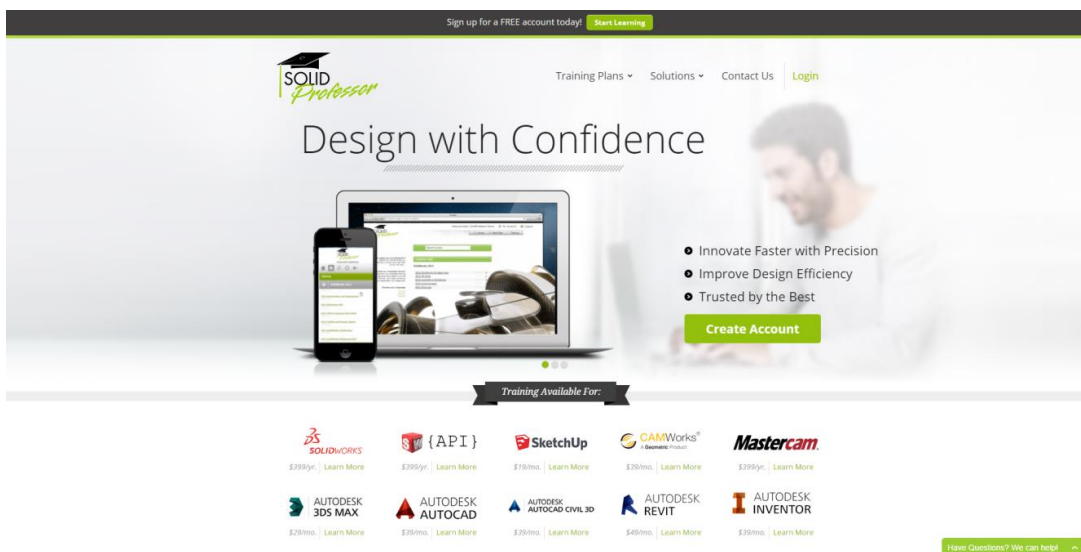 Sign up for a FREE account today! Start Learning
SOLID
Professor
Training Plans Solutions Contact Us Login
Design with Confidence
Innovate Faster with Precision
Improve Design Efficiency
Trusted by the Best
Create Account
Training Available For:
SOLIDWORKS
{API}
SketchUp
CAMWorks®
A Geometric Product
Mastercam.
$399/yr. Learn More
$399/yr. Learn More
$19/mo. Learn More
$39/mo. Learn More
$399/yr. Learn More
AUTODESK
3DS MAX
AUTODESK
AUTOCAD
AUTODESK
AUTOCAD CIVIL 3D
AUTODESK
REVIT
AUTODESK
INVENTOR
$29/mo. Learn More
$39/mo. Learn More
$39/mo. Learn More
$49/mo. Learn More
$39/mo. Learn More
Have Questions? We can help!